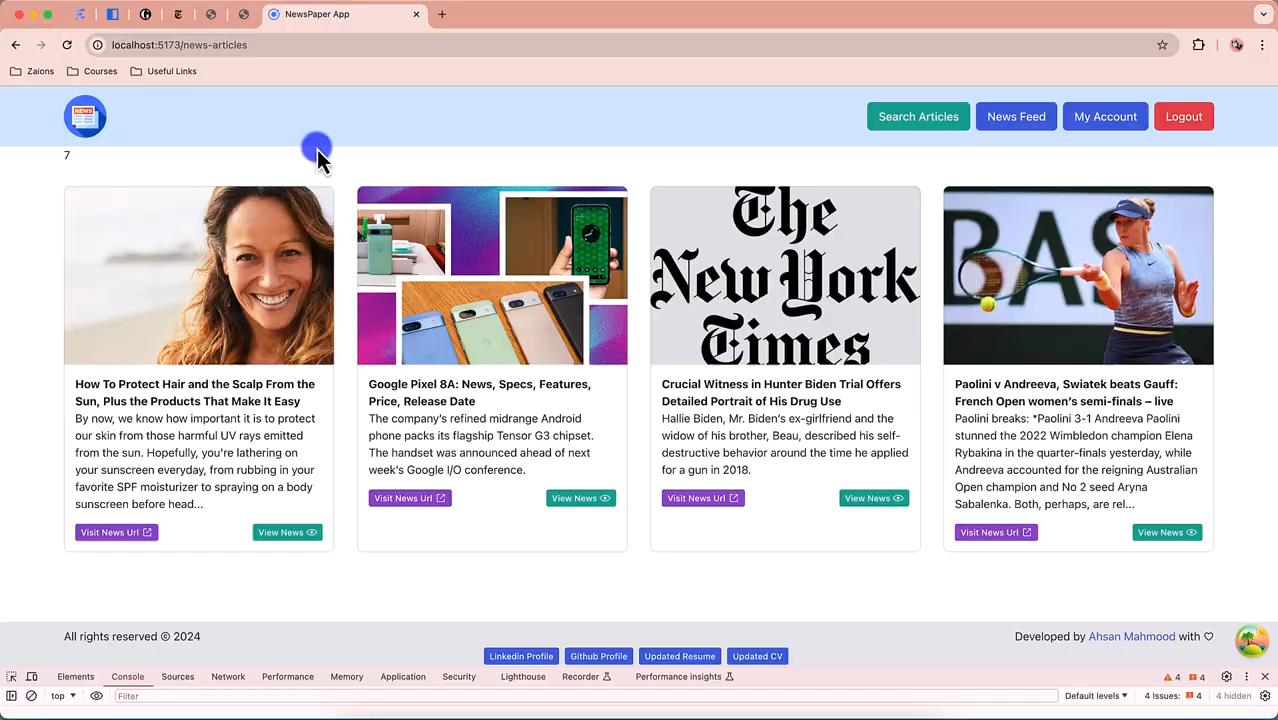 NewsPaper App
localhost:5173/news-articles
Zaions
Courses
Useful Links
NEWS
Search Articles
News Feed
My Account
Logout
7
The
New York
Times
BAS
How To Protect Hair and the Scalp From the
Sun, Plus the Products That Make It Easy
By now, we know how important it is to protect
our skin from those harmful UV rays emitted
from the sun. Hopefully, you're lathering on
your sunscreen everyday, from rubbing in your
favorite SPF moisturizer to spraying on a body
sunscreen before head...
Visit News Url
View News
Google Pixel 8A: News, Specs, Features,
Price, Release Date
The company's refined midrange Android
phone packs its flagship Tensor G3 chipset.
The handset was announced ahead of next
week's Google I/O conference.
Visit News Url
View News
Crucial Witness in Hunter Biden Trial Offers
Detailed Portrait of His Drug Use
Hallie Biden, Mr. Biden's ex-girlfriend and the
widow of his brother, Beau, described his self-
destructive behavior around the time he applied
for a gun in 2018.
Visit News Url
View News
Paolini v Andreeva, Swiatek beats Gauff:
French Open women's semi-finals – live
Paolini breaks: *Paolini 3-1 Andreeva Paolini
stunned the 2022 Wimbledon champion Elena
Rybakina in the quarter-finals yesterday, while
Andreeva accounted for the reigning Australian
Open champion and No 2 seed Aryna
Sabalenka. Both, perhaps, are rel...
Visit News Url
View News
All rights reserved © 2024
Developed by Ahsan Mahmood with ♡
Linkedin Profile
Github Profile
Updated Resume
Updated CV
Elements
Console
Sources
Network
Performance
Memory
Application
Security
Lighthouse
Recorder
Performance insights
4
4
top
Filter
Default levels
4 Issues:
4
4 hidden